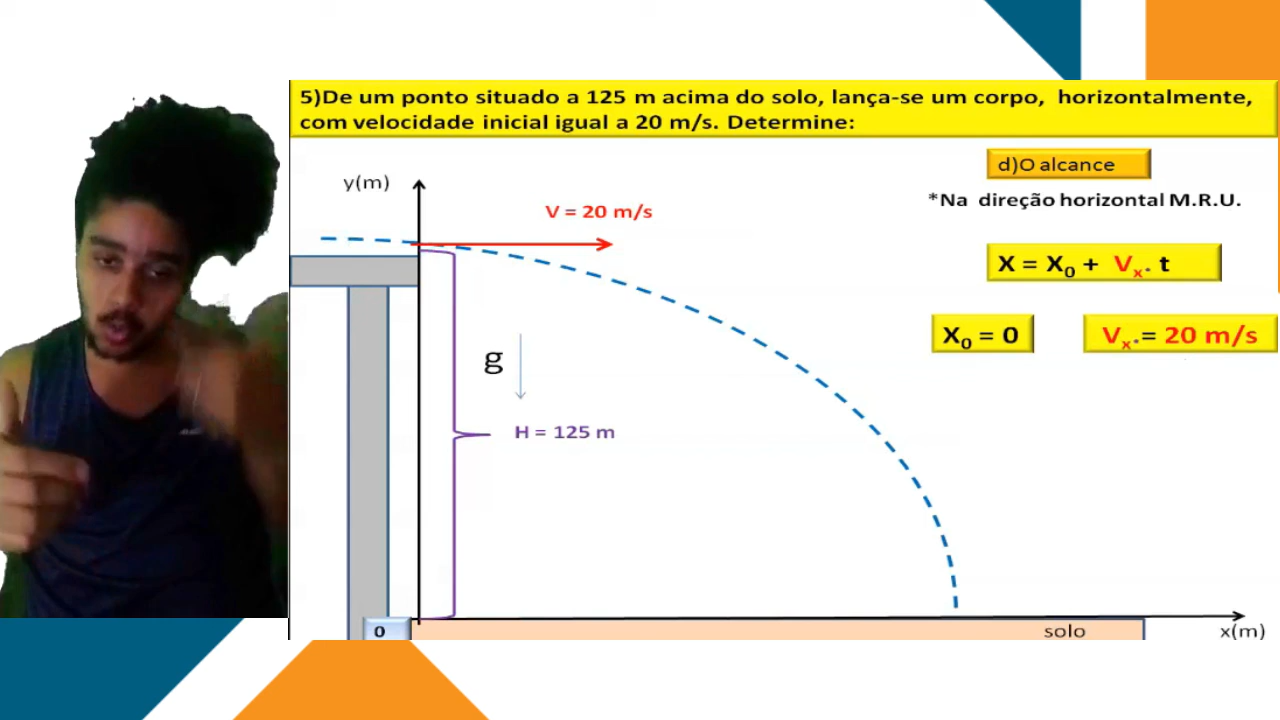 5)De um ponto situado a 125 m acima do solo, lança-se um corpo, horizontalmente,
com velocidade inicial igual a 20 m/s. Determine:
d)O alcance
y(m)
*Na direção horizontal M.R.U.
V = 20 m/s
X = X₀ + Vₓ. t
X₀ = 0
Vₓ.= 20 m/s
g
H = 125 m
0
solo
x(m)